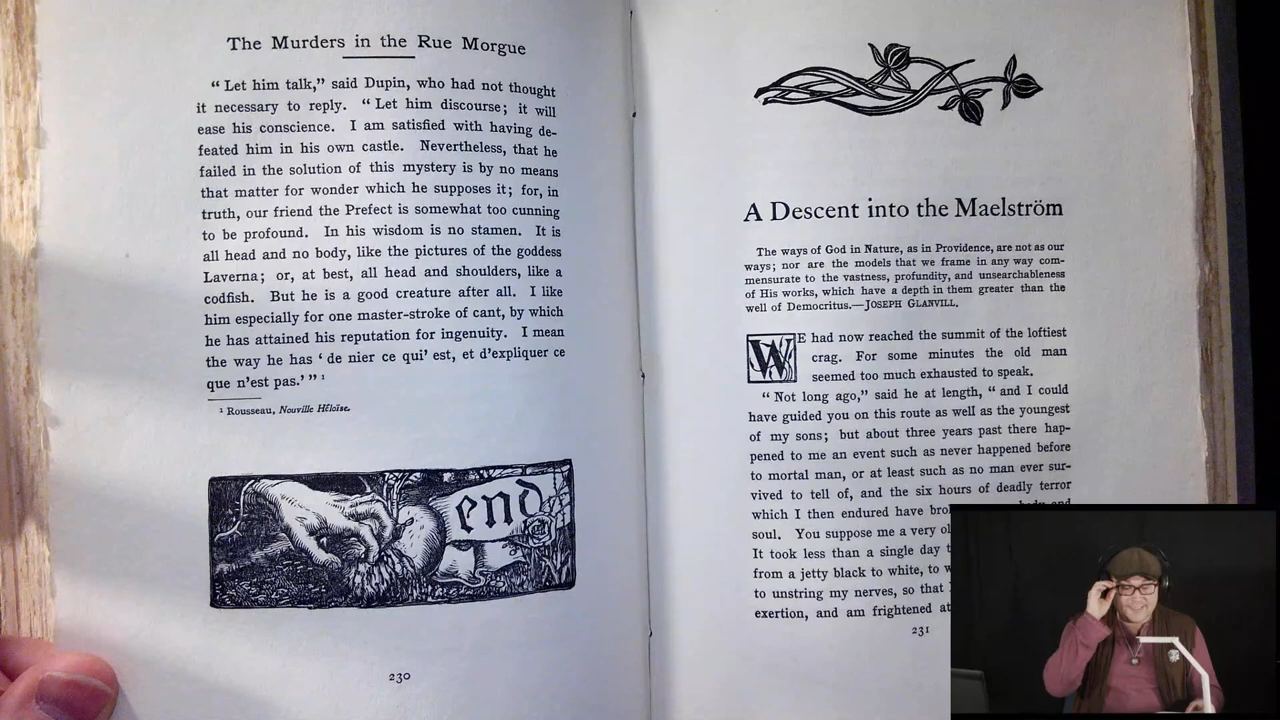 The Murders in the Rue Morgue
“ Let him talk,” said Dupin, who had not thought
it necessary to reply. “ Let him discourse ; it will
ease his conscience. I am satisfied with having de-
feated him in his own castle. Nevertheless, that he
failed in the solution of this mystery is by no means
that matter for wonder which he supposes it ; for, in
truth, our friend the Prefect is somewhat too cunning
to be profound. In his wisdom is no stamen. It is
all head and no body, like the pictures of the goddess
Laverna ; or, at best, all head and shoulders, like a
codfish. But he is a good creature after all. I like
him especially for one master-stroke of cant, by which
he has attained his reputation for ingenuity. I mean
the way he has ‘ de nier ce qui’ est, et d’expliquer ce
que n’est pas.’ ” ¹
¹ Rousseau, Nouville Héloïse.
end
230
A Descent into the Maelström
The ways of God in Nature, as in Providence, are not as our
ways ; nor are the models that we frame in any way com-
mensurate to the vastness, profundity, and unsearchableness
of His works, which have a depth in them greater than the
well of Democritus.—JOSEPH GLANVILL.
WE had now reached the summit of the loftiest
crag. For some minutes the old man
seemed too much exhausted to speak.
“ Not long ago,” said he at length, “ and I could
have guided you on this route as well as the youngest
of my sons ; but about three years past there hap-
pened to me an event such as never happened before
to mortal man, or at least such as no man ever sur-
vived to tell of, and the six hours of deadly terror
which I then endured have body and
soul. You suppose me a very
It took less than a single day
from a jetty black to white, to
to unstring my nerves, so that
exertion, and am frightened at
231